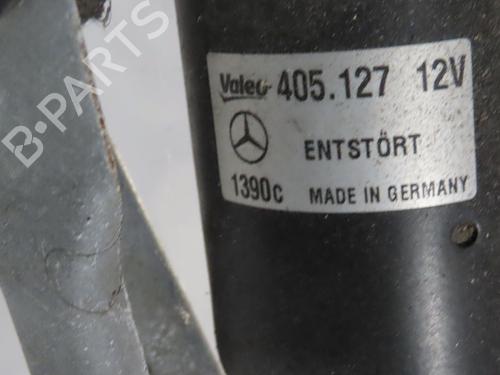 B-PARTS
Valeo 405.127 12V
ENTSTÖRT
1390c MADE IN GERMANY